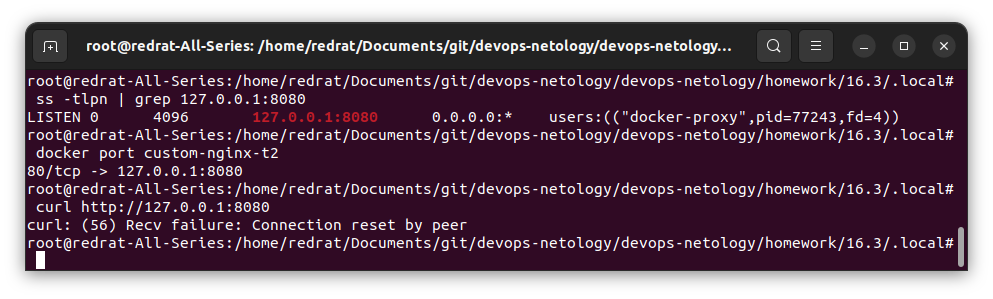 root@redrat-All-Series: /home/redrat/Documents/git/devops-netology/devops-netology...
root@redrat-All-Series:/home/redrat/Documents/git/devops-netology/devops-netology/homework/16.3/.local#
ss -tlpn | grep 127.0.0.1:8080
LISTEN 0      4096       127.0.0.1:8080      0.0.0.0:*    users:(("docker-proxy",pid=77243,fd=4))
root@redrat-All-Series:/home/redrat/Documents/git/devops-netology/devops-netology/homework/16.3/.local#
docker port custom-nginx-t2
80/tcp -> 127.0.0.1:8080
root@redrat-All-Series:/home/redrat/Documents/git/devops-netology/devops-netology/homework/16.3/.local#
curl http://127.0.0.1:8080
curl: (56) Recv failure: Connection reset by peer
root@redrat-All-Series:/home/redrat/Documents/git/devops-netology/devops-netology/homework/16.3/.local#